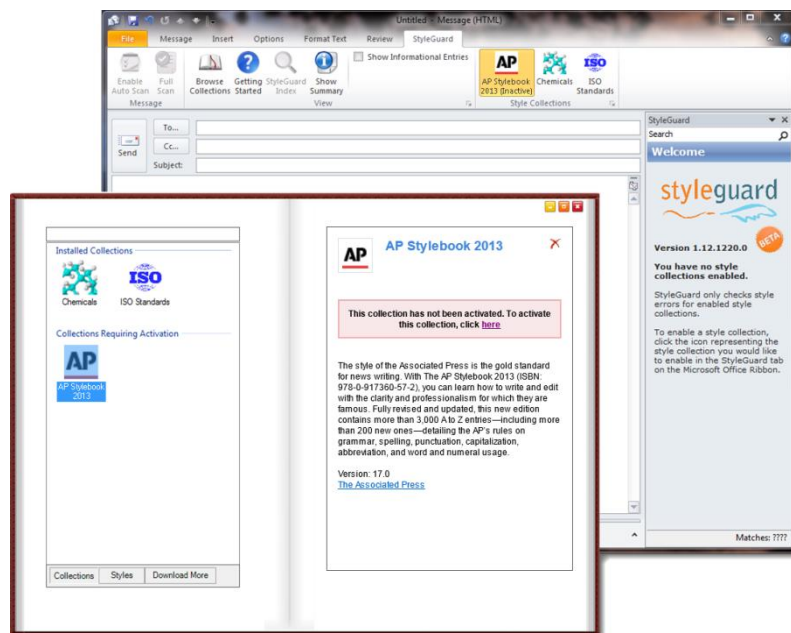 Untitled - Message (HTML)
File Message Insert Options Format Text Review StyleGuard
Enable Auto Scan
Full Scan
Message
Browse Collections
Getting Started
StyleGuard Index
Show Summary
View
Show Informational Entries
AP
AP Stylebook 2013 (Inactive)
Chemicals
ISO
ISO Standards
Style Collections
Send
To...
Cc...
Subject:
StyleGuard
Search
Welcome
styleguard
BETA
Version 1.12.1220.0
You have no style
collections enabled.
StyleGuard only checks style
errors for enabled style
collections.
To enable a style collection,
click the icon representing the
style collection you would like
to enable in the StyleGuard tab
on the Microsoft Office Ribbon.
Matches: ????
Installed Collections
ISO
Chemicals ISO Standards
Collections Requiring Activation
AP
AP Stylebook
2013
Collections Styles Download More
AP
AP Stylebook 2013
This collection has not been activated. To activate
this collection, click here
The style of the Associated Press is the gold standard
for news writing. With The AP Stylebook 2013 (ISBN:
978-0-917360-57-2), you can learn how to write and edit
with the clarity and professionalism for which they are
famous. Fully revised and updated, this new edition
contains more than 3,000 A to Z entries—including more
than 200 new ones—detailing the AP's rules on
grammar, spelling, punctuation, capitalization,
abbreviation, and word and numeral usage.
Version: 17.0
The Associated Press